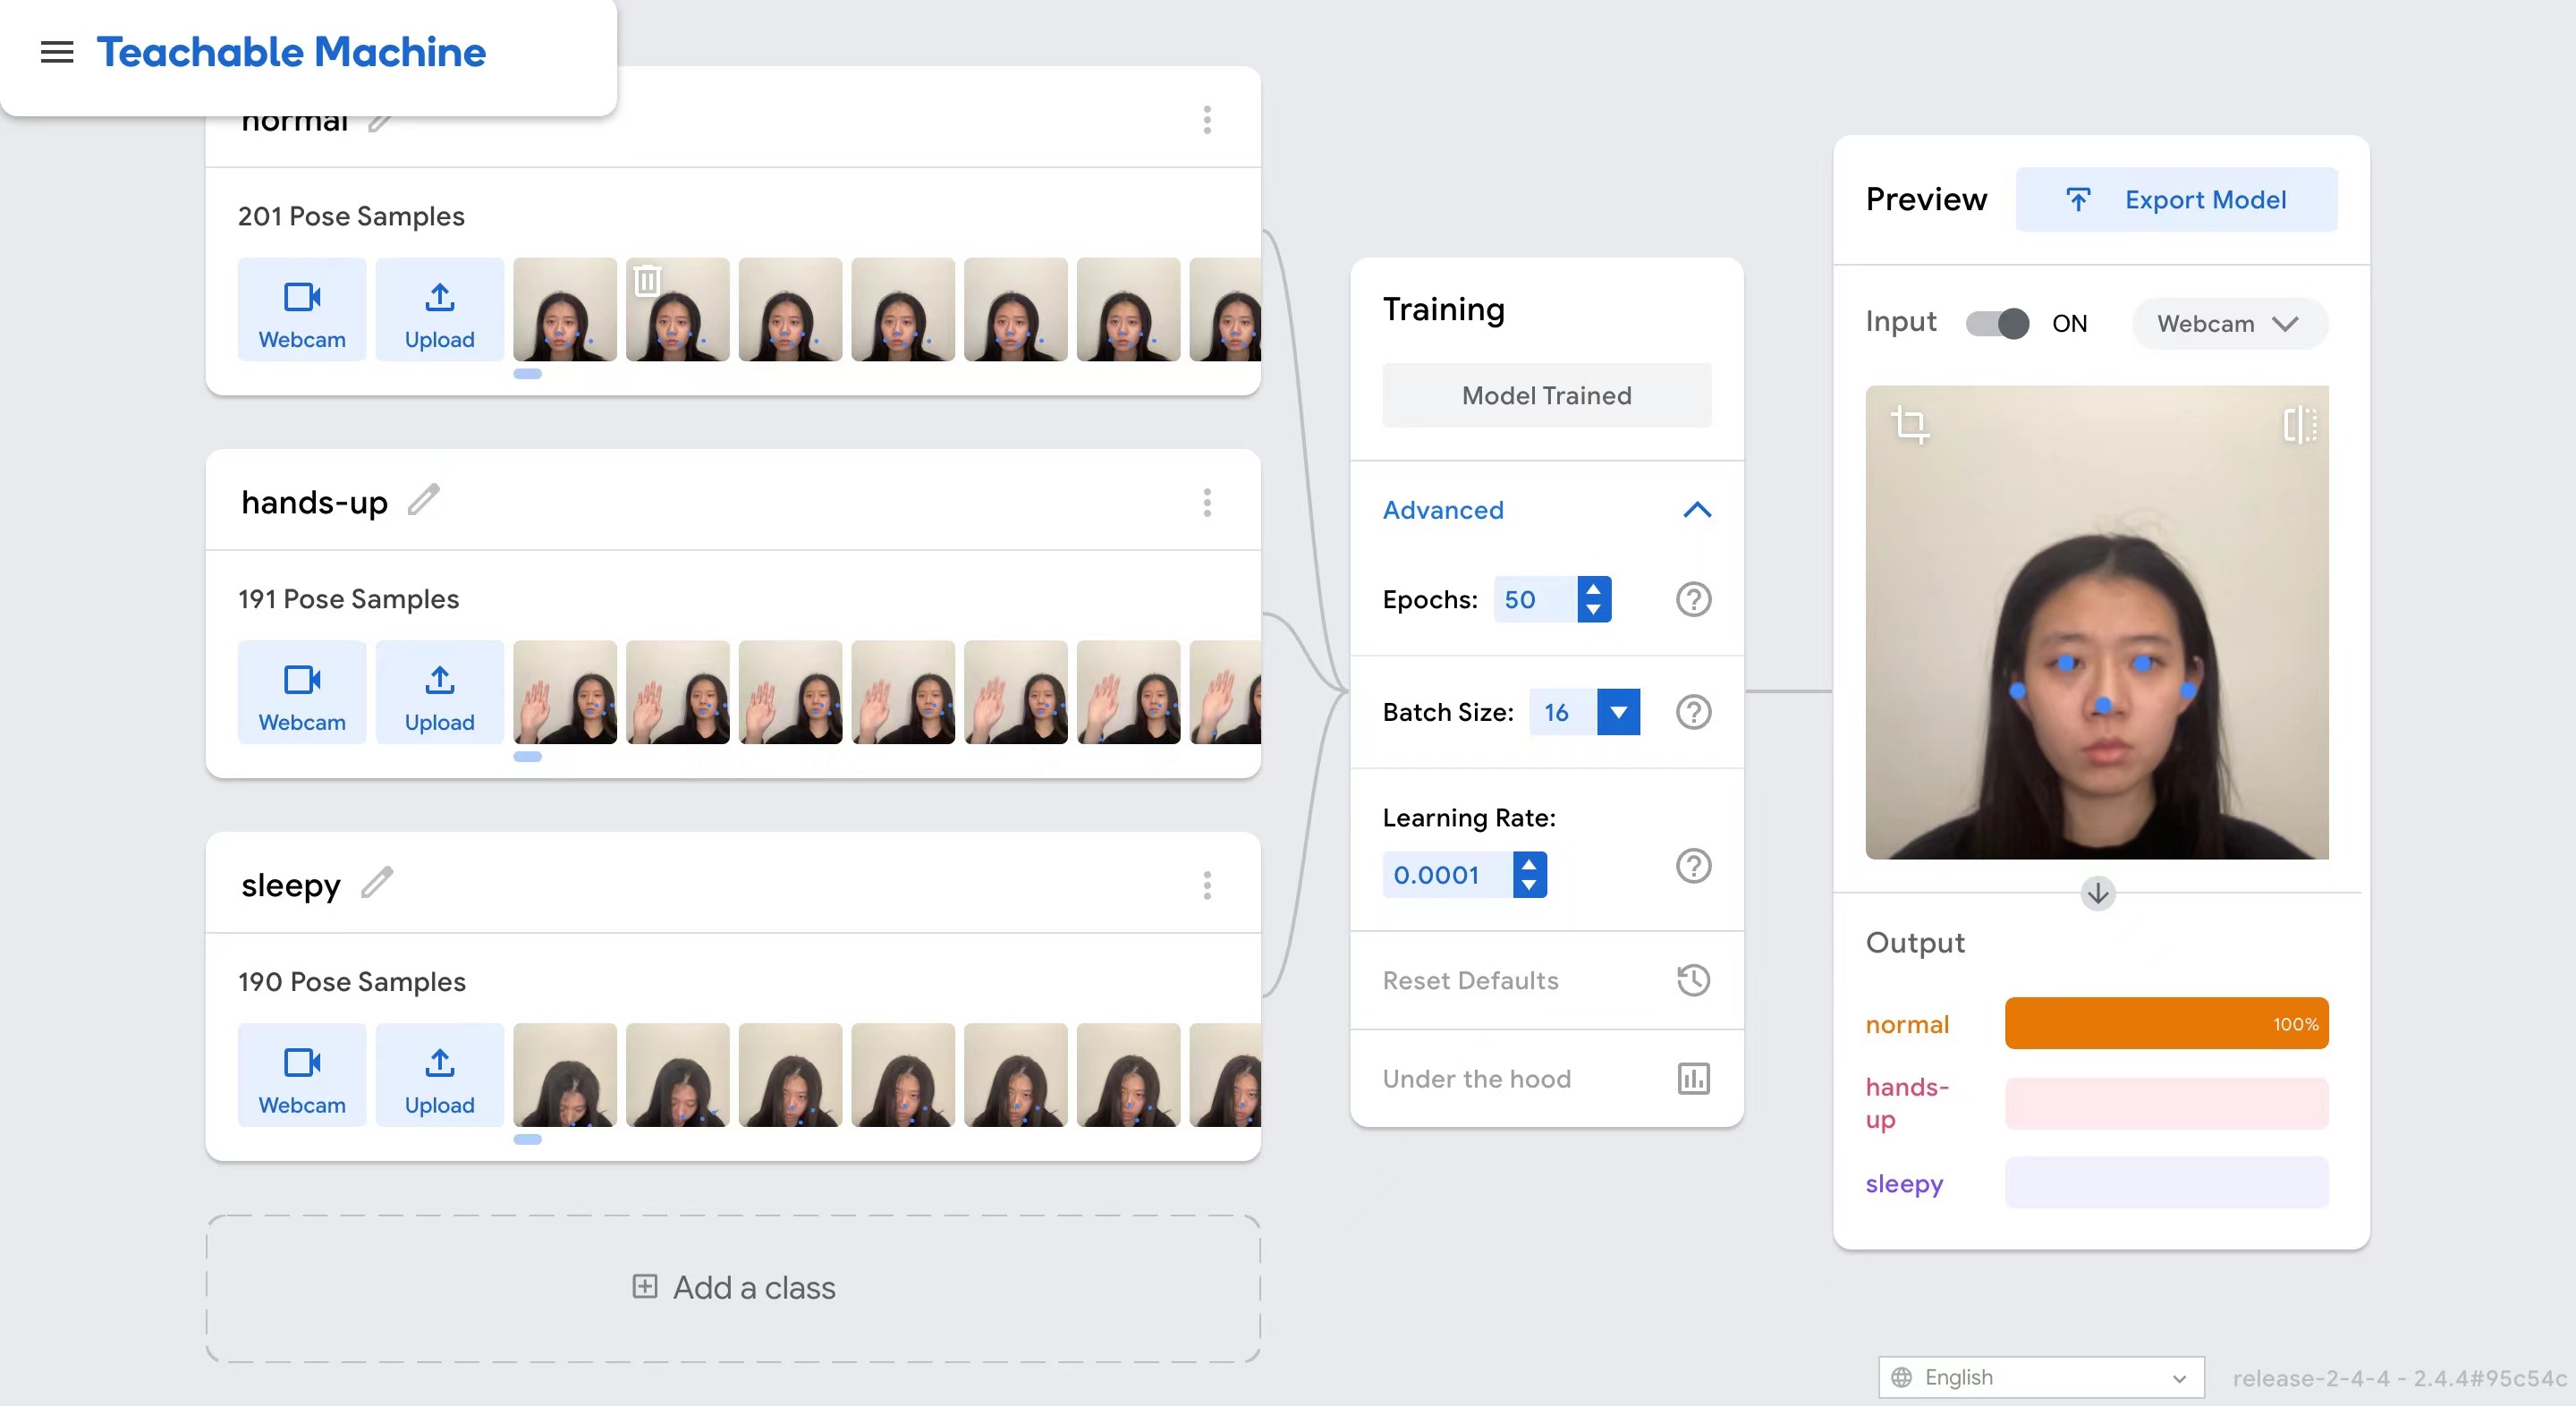 Teachable Machine
normal
201 Pose Samples
Webcam
Upload
hands-up
191 Pose Samples
Webcam
Upload
sleepy
190 Pose Samples
Webcam
Upload
Add a class
Training
Model Trained
Advanced
Epochs: 50
Batch Size: 16
Learning Rate:
0.0001
Reset Defaults
Under the hood
Preview
Export Model
Input ON Webcam
Output
normal 100%
hands-
up
sleepy
English
release-2-4-4 - 2.4.4#95c54c